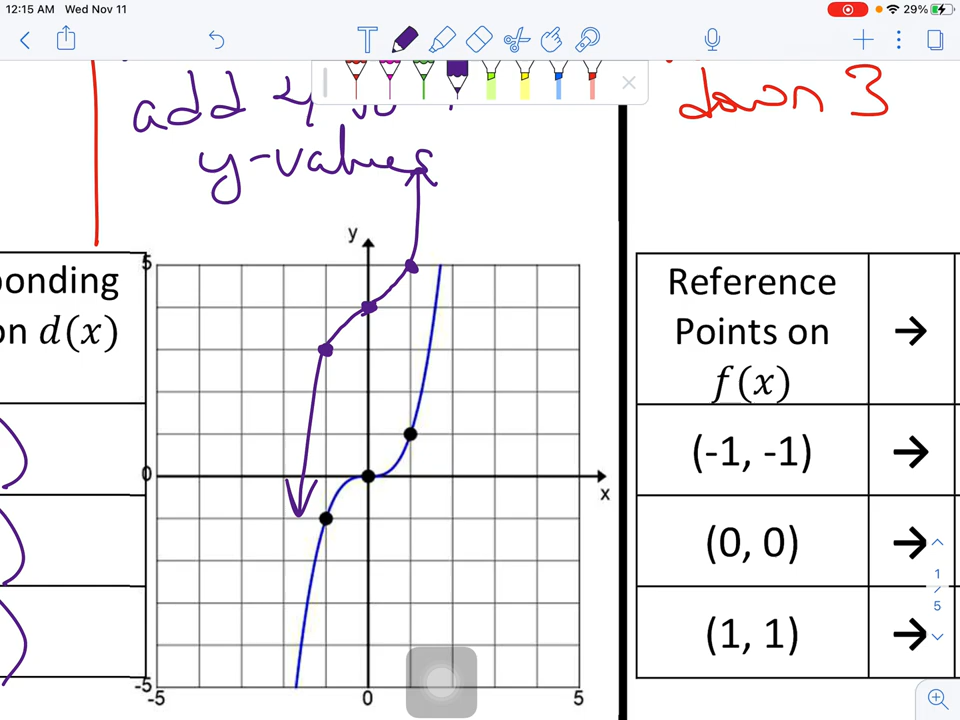 12:15 AM Wed Nov 11
29%
add 4
y-values
down 3
onding
on d(x)
y
5
0
-5
-5
0
5
x
Reference
Points on
f(x)
→
(-1, -1)
→
(0, 0)
→
(1, 1)
→
1
/
5